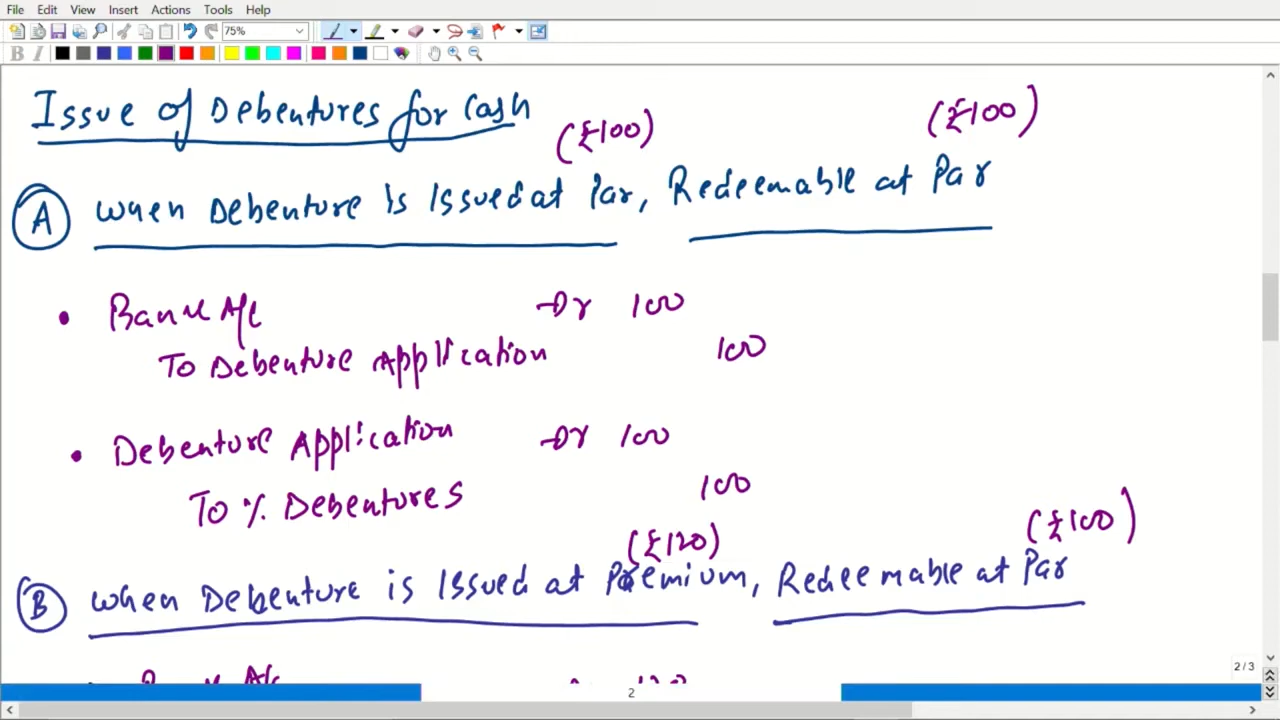 File Edit View Insert Actions Tools Help
75%
B I
Issue of Debentures for Cash
(£100) (£100)
A When Debenture is Issued at Par, Redeemable at Par
• Bank A/c Dr 100
To Debenture Application 100
• Debenture Application Dr 100
To % Debentures 100
(£120) (£100)
B When Debenture is Issued at Premium, Redeemable at Par
2/3
2